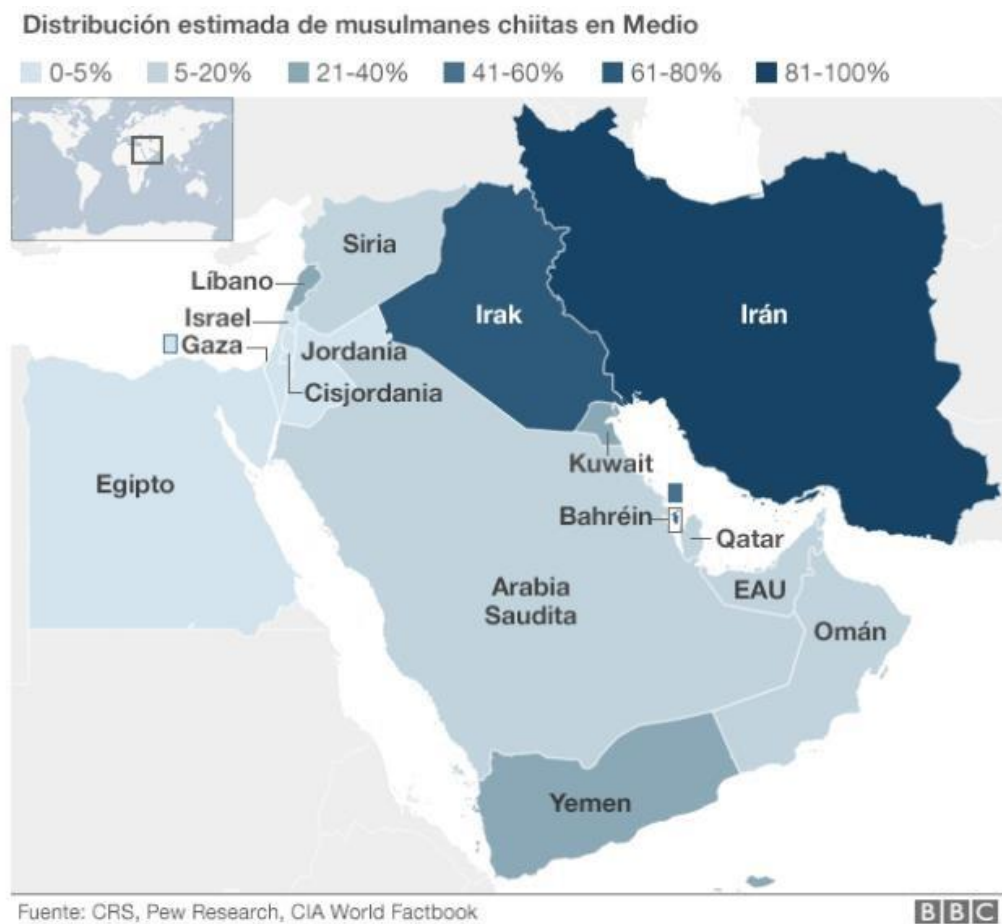 Distribución estimada de musulmanes chiitas en Medio
0-5% 5-20% 21-40% 41-60% 61-80% 81-100%
Siria
Líbano
Irak
Irán
Israel
Gaza
Jordania
Cisjordania
Kuwait
Egipto
Bahréin
Qatar
Arabia
Saudita
EAU
Omán
Yemen
Fuente: CRS, Pew Research, CIA World Factbook
BBC